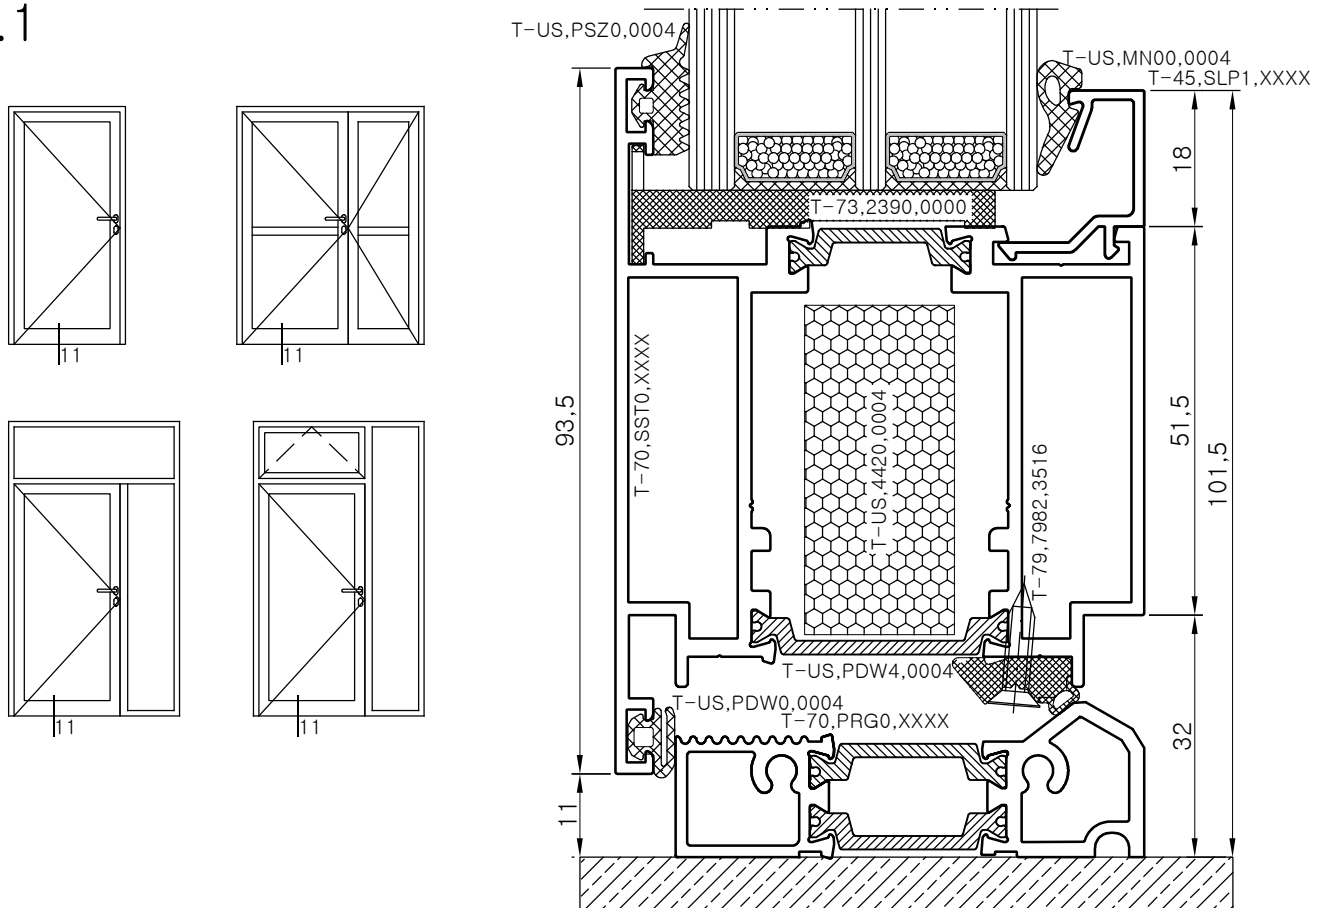 .1
T-US,PSZ0,0004
T-US,MN00,0004
T-45,SLP1,XXXX
18
T-73,2390,0000
11
11
T-70,SST0,XXXX
93,5
T-US,4420,0004
51,5
101,5
T-79,7982,3516
T-US,PDW4,0004
T-US,PDW0,0004
T-70,PRG0,XXXX
11
11
32
11